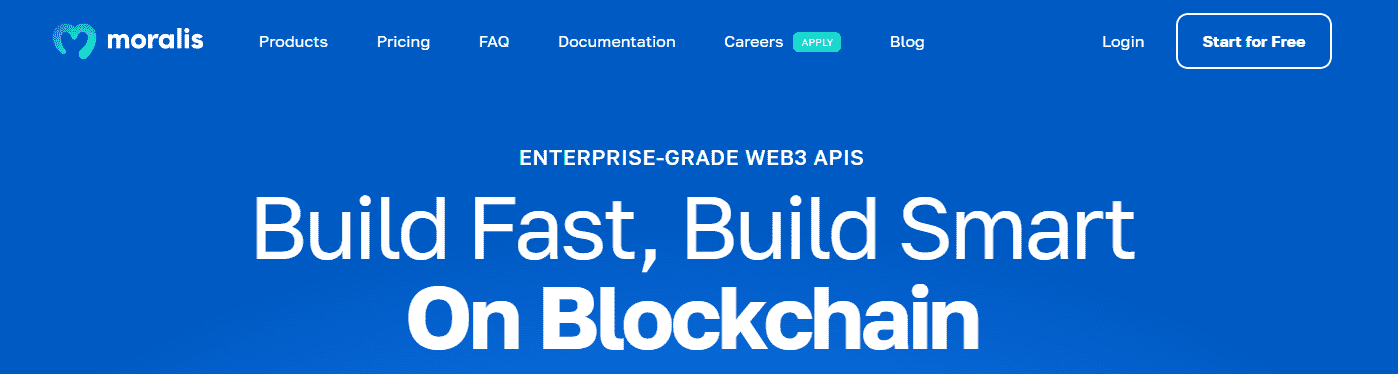 moralis Products Pricing FAQ Documentation Careers APPLY Blog Login Start for Free
ENTERPRISE-GRADE WEB3 APIS
Build Fast, Build Smart
On Blockchain